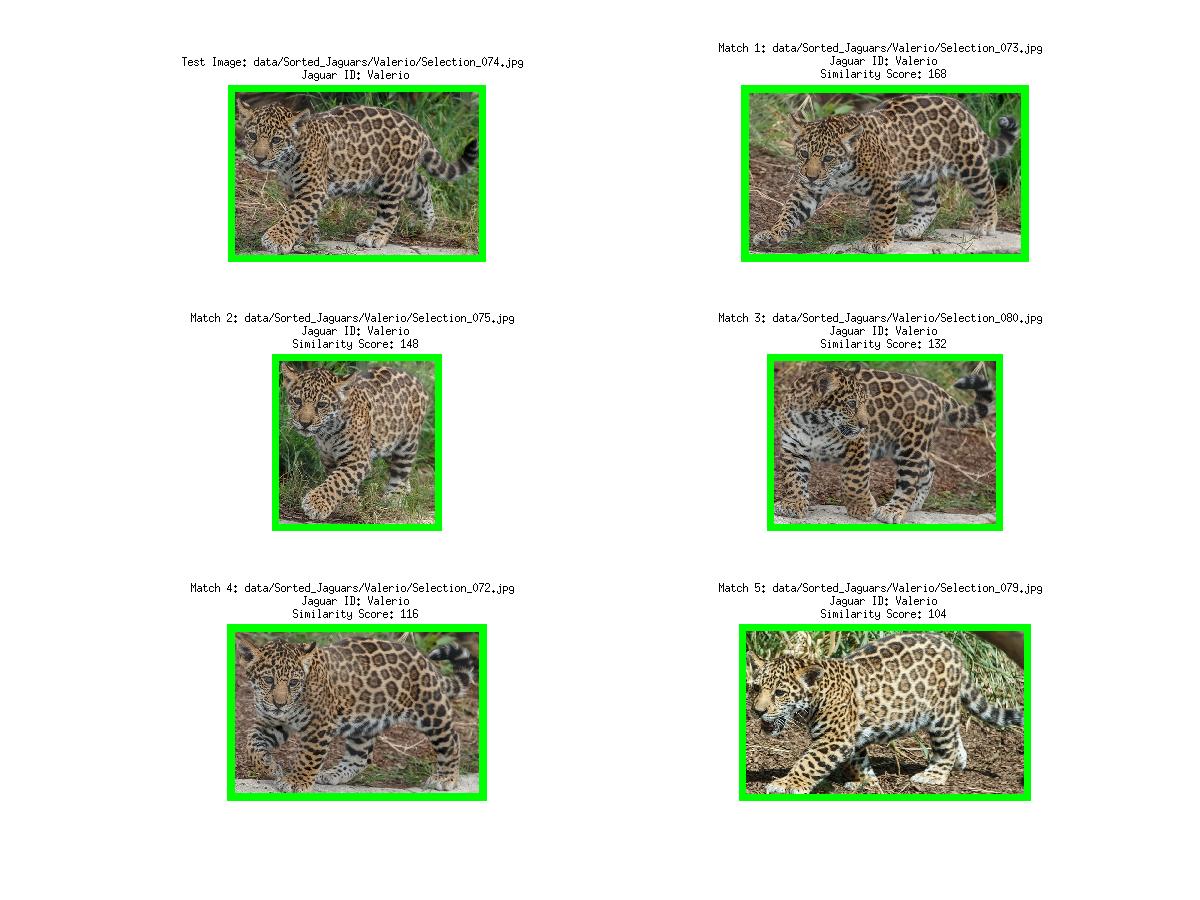 Test Image: data/Sorted_Jaguars/Valerio/Selection_074.jpg
Jaguar ID: Valerio
Match 1: data/Sorted_Jaguars/Valerio/Selection_073.jpg
Jaguar ID: Valerio
Similarity Score: 168
Match 2: data/Sorted_Jaguars/Valerio/Selection_075.jpg
Jaguar ID: Valerio
Similarity Score: 148
Match 3: data/Sorted_Jaguars/Valerio/Selection_080.jpg
Jaguar ID: Valerio
Similarity Score: 132
Match 4: data/Sorted_Jaguars/Valerio/Selection_072.jpg
Jaguar ID: Valerio
Similarity Score: 116
Match 5: data/Sorted_Jaguars/Valerio/Selection_079.jpg
Jaguar ID: Valerio
Similarity Score: 104